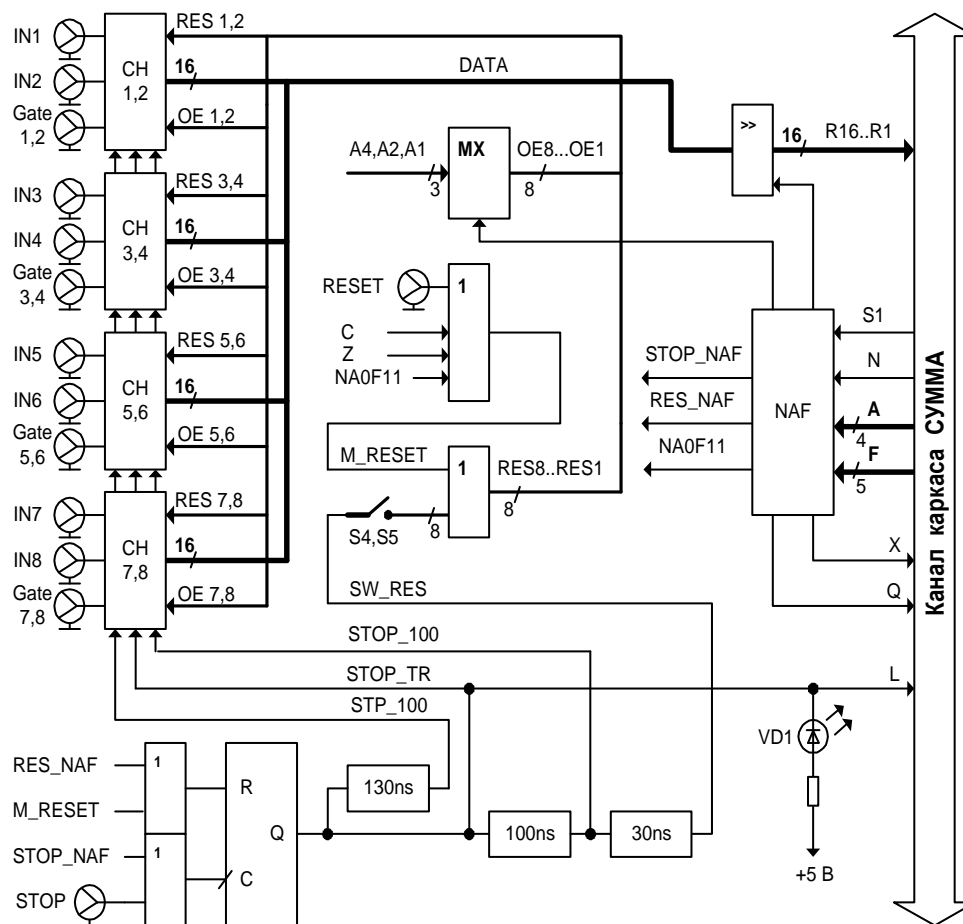 IN1
RES 1,2
IN2
CH
1,2
16
DATA
Gate
1,2
OE 1,2
>>
16
R16..R1
A4,A2,A1
3
MX
OE8...OE1
8
IN3
RES 3,4
IN4
CH
3,4
16
Gate
3,4
OE 3,4
RESET
1
C
Z
NA0F11
IN5
RES 5,6
IN6
CH
5,6
16
Gate
5,6
OE 5,6
STOP_NAF
RES_NAF
NA0F11
NAF
S1
N
A
4
F
5
X
Q
Канал каркаса СУММА
M_RESET
1
RES8..RES1
8
S4,S5
8
IN7
RES 7,8
IN8
CH
7,8
16
Gate
7,8
OE 7,8
SW_RES
STOP_100
STOP_TR
L
STP_100
VD1
RES_NAF
1
M_RESET
R
130ns
STOP_NAF
1
Q
100ns
30ns
STOP
C
+5 В